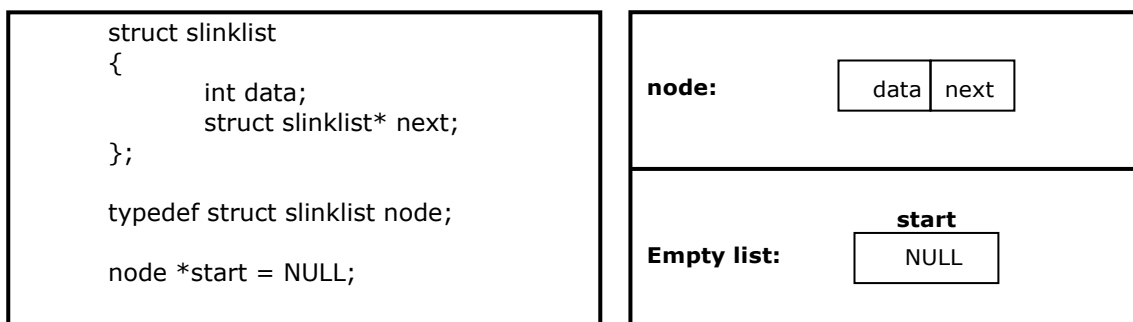 struct slinklist
{
int data;
struct slinklist* next;
};
typedef struct slinklist node;
node *start = NULL;
node:
data next
start
Empty list:
NULL